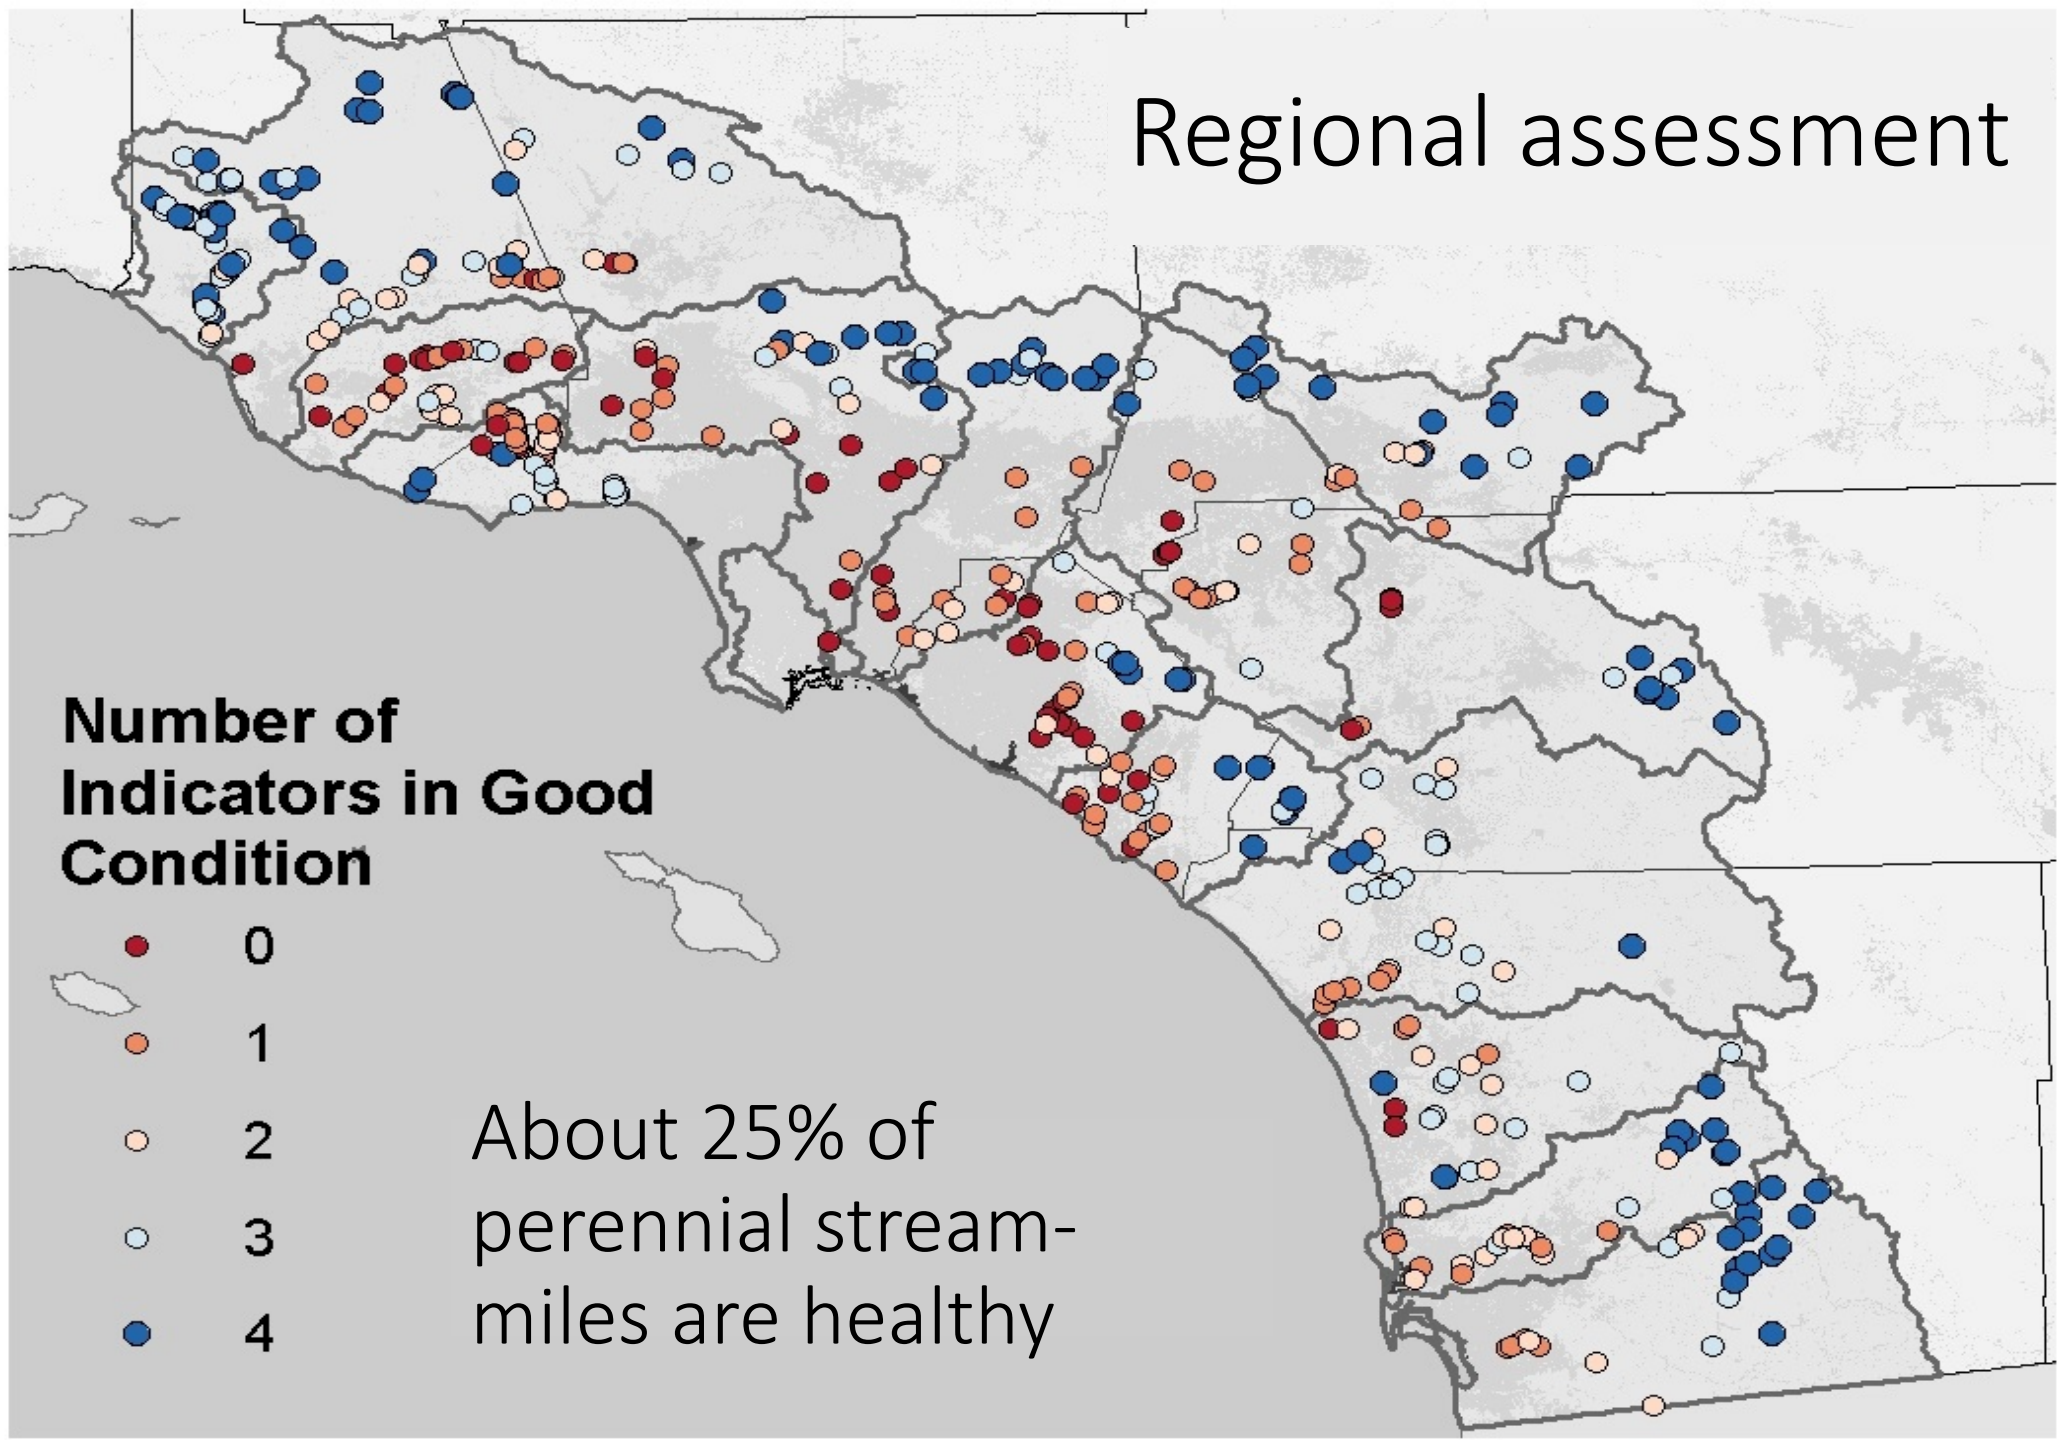 Regional assessment
Number of
Indicators in Good
Condition
0
1
2
3
4
About 25% of
perennial stream-
miles are healthy